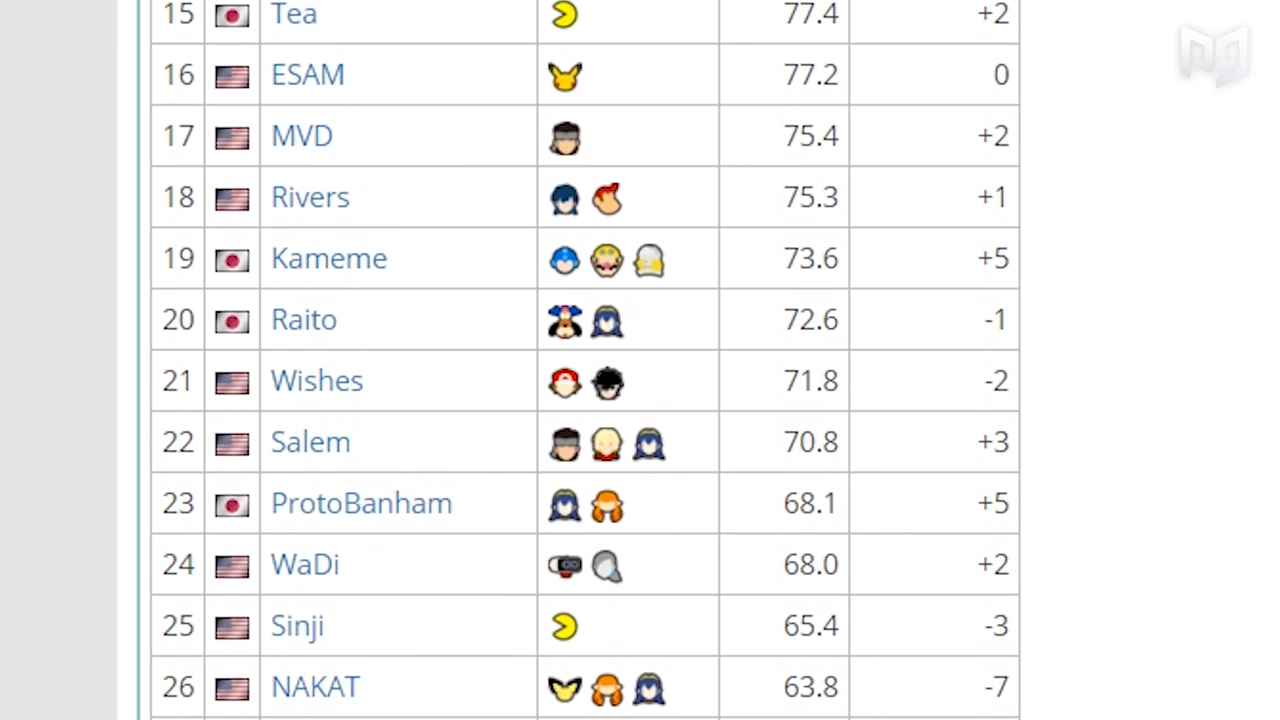 15 Tea 77.4 +2
16 ESAM 77.2 0
17 MVD 75.4 +2
18 Rivers 75.3 +1
19 Kameme 73.6 +5
20 Raito 72.6 -1
21 Wishes 71.8 -2
22 Salem 70.8 +3
23 ProtoBanham 68.1 +5
24 WaDi 68.0 +2
25 Sinji 65.4 -3
26 NAKAT 63.8 -7